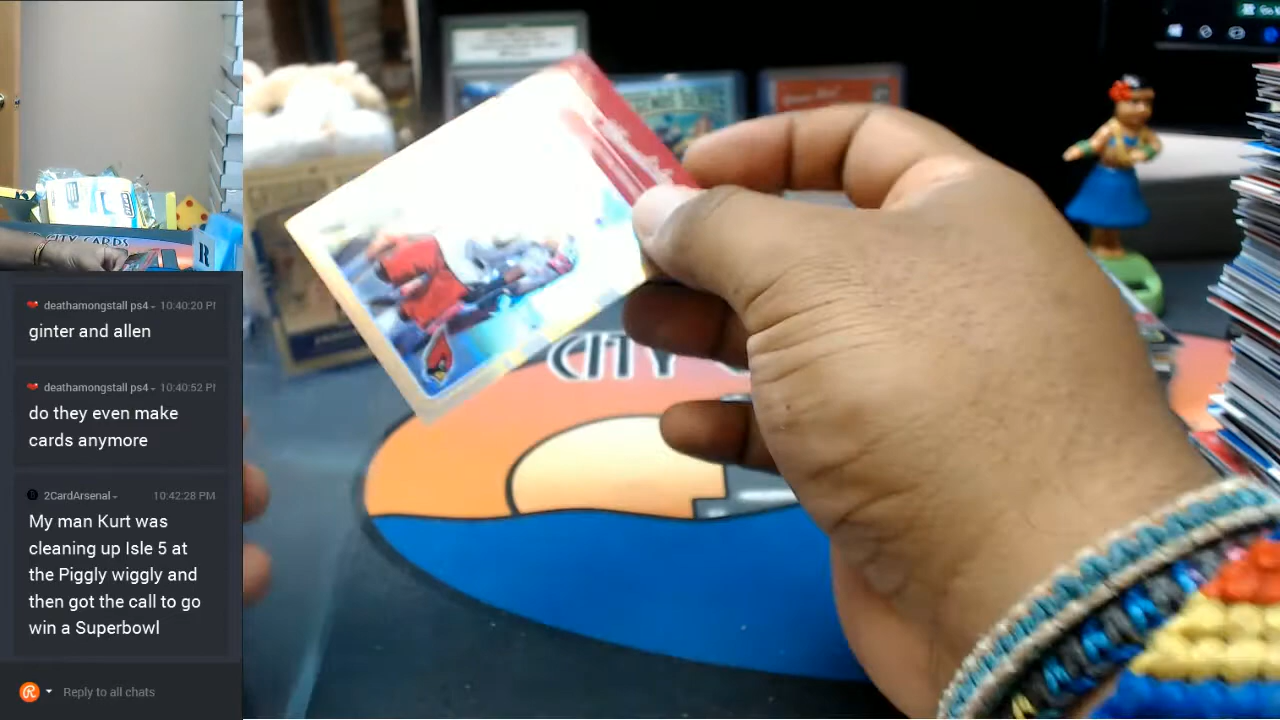 CITY CARDS
R
deathamongstall ps4
10:40:20 PM
ginter and allen
deathamongstall ps4
10:40:52 PM
do they even make
cards anymore
2CardArsenal
10:42:28 PM
My man Kurt was
cleaning up Isle 5 at
the Piggly wiggly and
then got the call to go
win a Superbowl
Reply to all chats
CITY